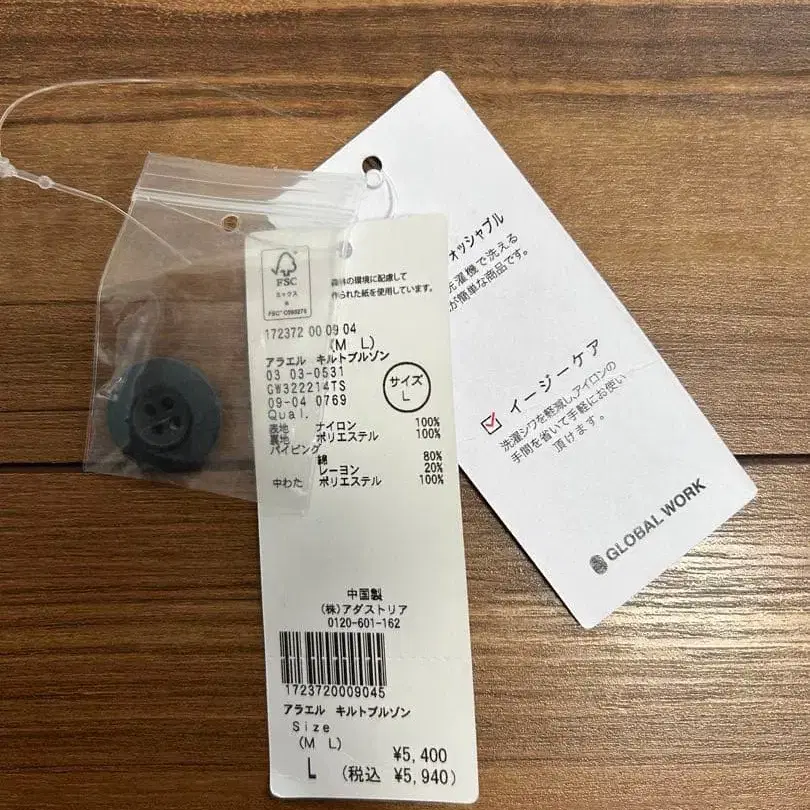 FSC
ミックス
紙
森林の環境に配慮して
作られた紙を使用しています。
172372 00 09 04
(M L)
アラエル キルトブルゾン
03 03-0531
GW322214TS
09-04 0769
サイズ
L
Qual.
表地 ナイロン 100%
裏地 ポリエステル 100%
パイピング
綿 80%
レーヨン 20%
中わた ポリエステル 100%
中国製
(株)アダストリア
0120-601-162
1723720009045
アラエル キルトブルゾン
Size
(M L)
L
¥5,400
(税込 ¥5,940)
ォッシャブル
洗濯機で洗える
が簡単な商品です。
イージーケア
洗濯シワを軽減し、アイロンの
手間を省いて手軽にお使い
頂けます。
GLOBAL WORK